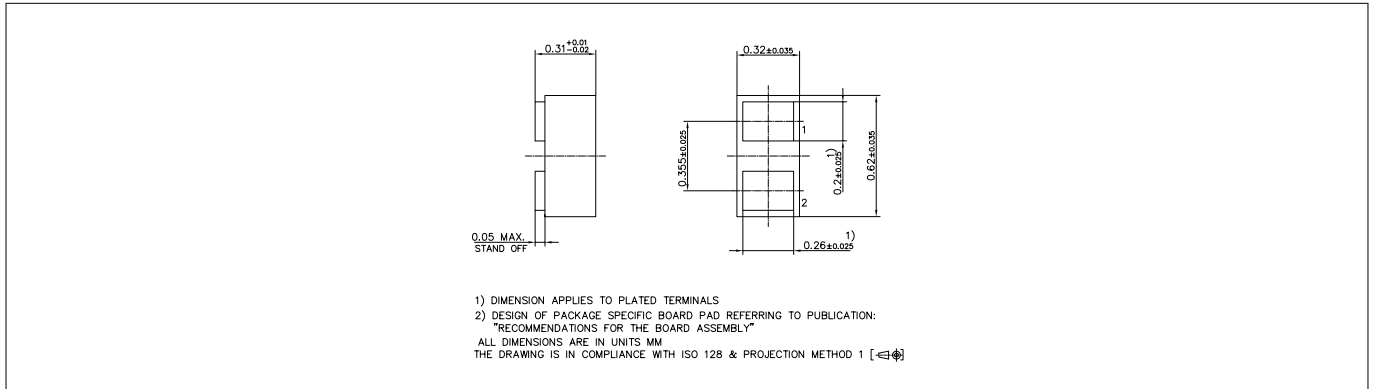 0.31 +0.01 -0.02
0.32±0.035
1
0.355±0.025
1)
0.2±0.025
0.62±0.035
2
0.05 MAX.
STAND OFF
1)
0.26±0.025
1) DIMENSION APPLIES TO PLATED TERMINALS
2) DESIGN OF PACKAGE SPECIFIC BOARD PAD REFERRING TO PUBLICATION:
"RECOMMENDATIONS FOR THE BOARD ASSEMBLY"
ALL DIMENSIONS ARE IN UNITS MM
THE DRAWING IS IN COMPLIANCE WITH ISO 128 & PROJECTION METHOD 1 [ ]